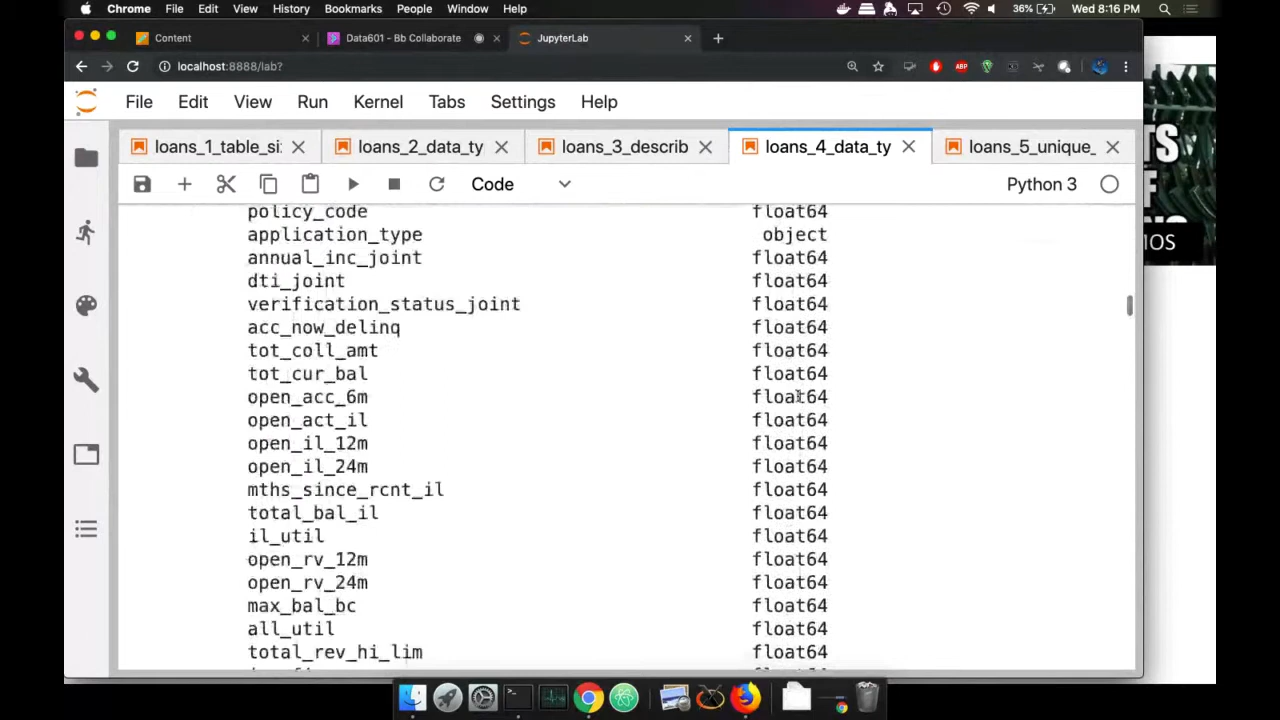 Chrome File Edit View History Bookmarks People Window Help 36% Wed 8:16 PM
Content Data601 - Bb Collaborate JupyterLab
localhost:8888/lab?
ABP
File Edit View Run Kernel Tabs Settings Help
loans_1_table_si: loans_2_data_ty loans_3_describ loans_4_data_ty loans_5_unique_
Code Python 3
policy_code float64
application_type object
annual_inc_joint float64
dti_joint float64
verification_status_joint float64
acc_now_delinq float64
tot_coll_amt float64
tot_cur_bal float64
open_acc_6m float64
open_act_il float64
open_il_12m float64
open_il_24m float64
mths_since_rcnt_il float64
total_bal_il float64
il_util float64
open_rv_12m float64
open_rv_24m float64
max_bal_bc float64
all_util float64
total_rev_hi_lim float64